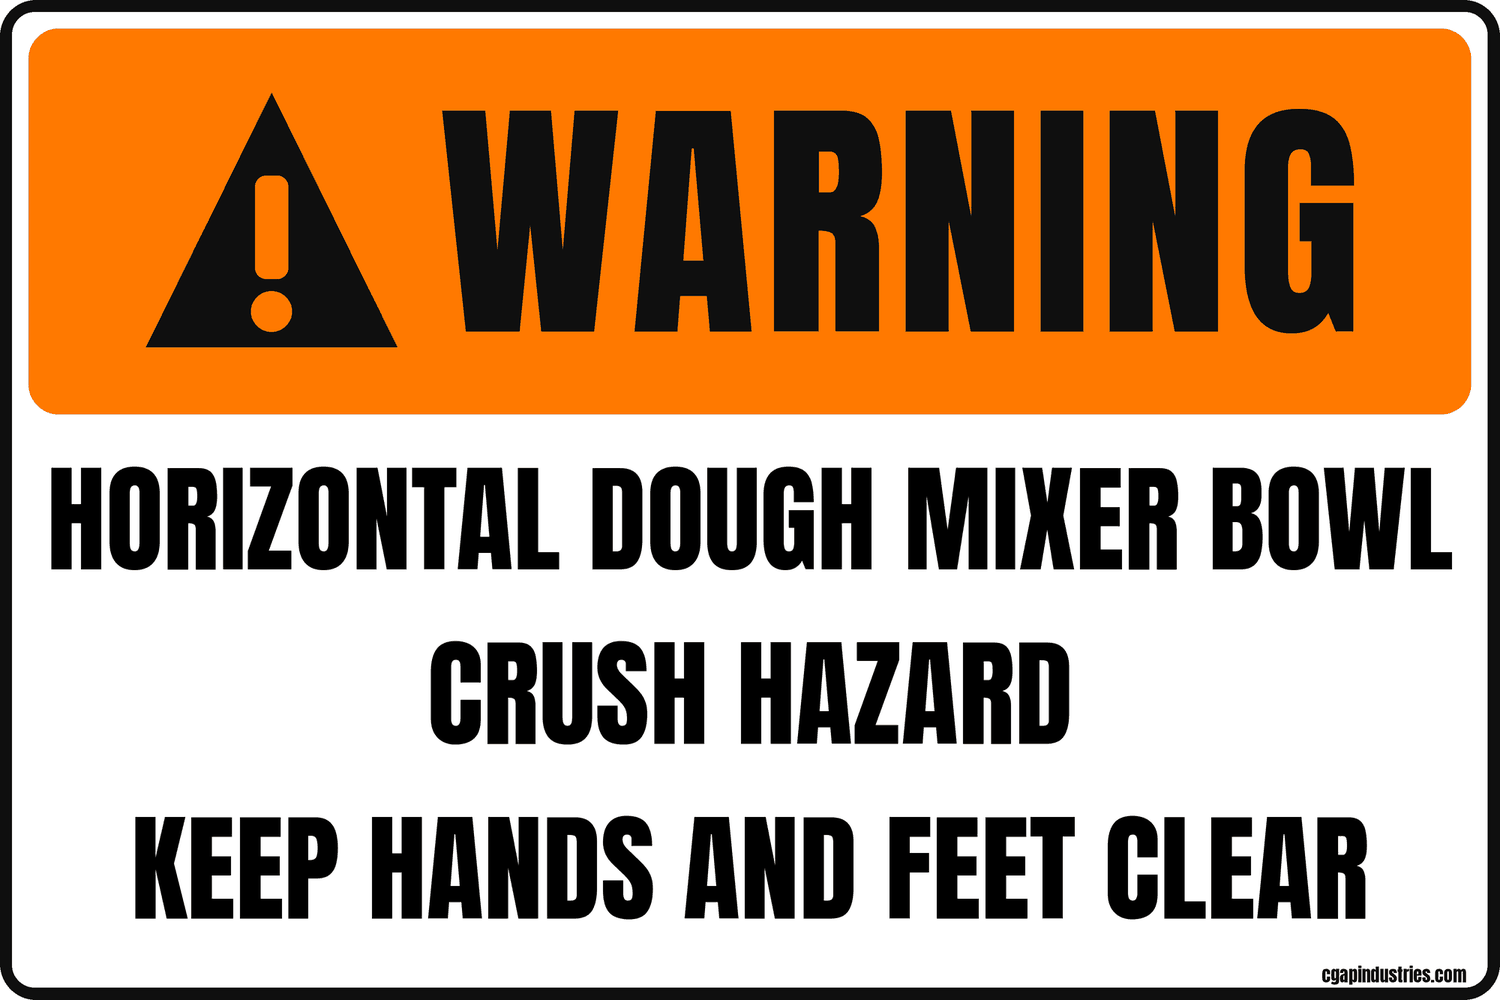 WARNING
HORIZONTAL DOUGH MIXER BOWL
CRUSH HAZARD
KEEP HANDS AND FEET CLEAR
cgapindustries.com